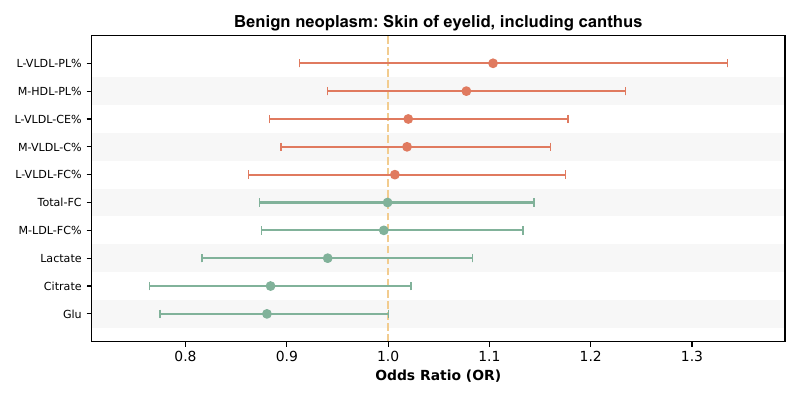 Benign neoplasm: Skin of eyelid, including canthus
L-VLDL-PL%
M-HDL-PL%
L-VLDL-CE%
M-VLDL-C%
L-VLDL-FC%
Total-FC
M-LDL-FC%
Lactate
Citrate
Glu
0.8 0.9 1.0 1.1 1.2 1.3
Odds Ratio (OR)